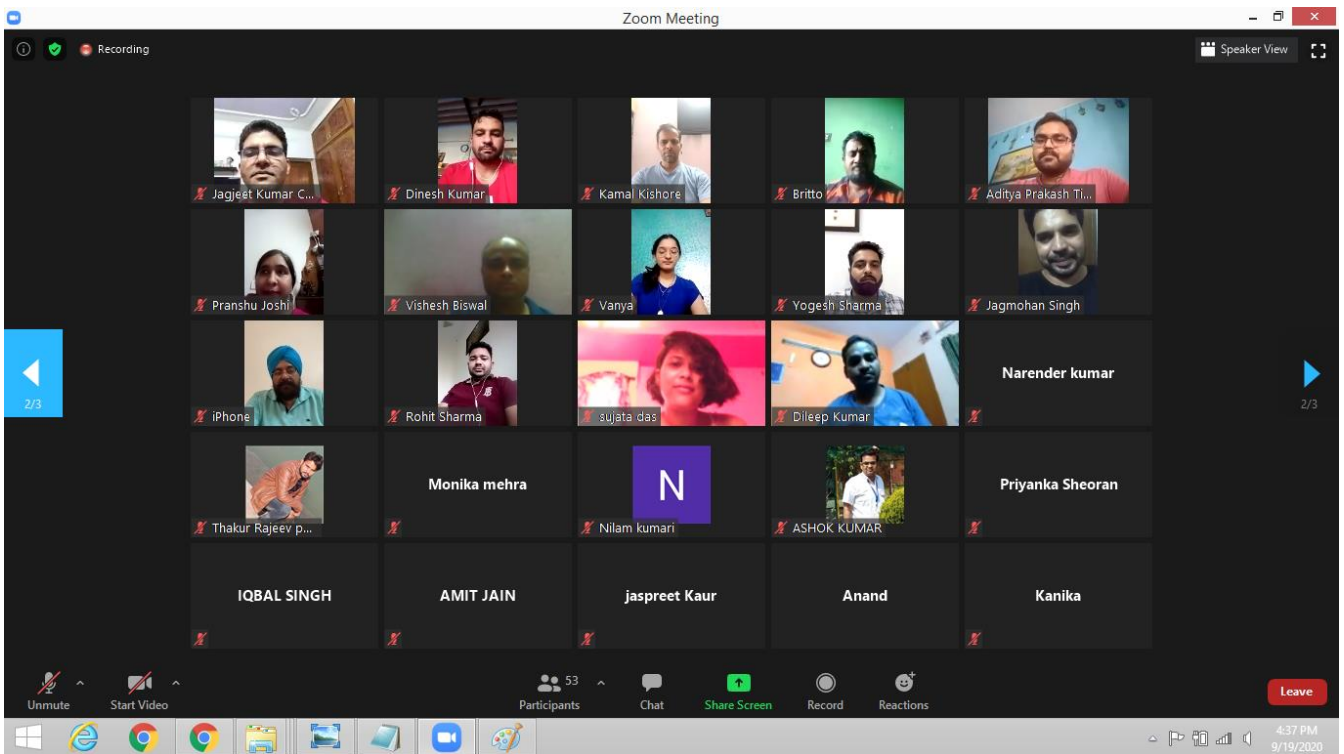 Zoom Meeting
Recording
Speaker View
Jagjeet Kumar C...
Dinesh Kumar
Kamal Kishore
Britto
Aditya Prakash Ti...
Pranshu Joshi
Vishesh Biswal
Vanya
Yogesh Sharma
Jagmohan Singh
2/3
iPhone
Rohit Sharma
sujata das
Dileep Kumar
Narender kumar
2/3
Thakur Rajeev p...
Monika mehra
N
Nilam kumari
ASHOK KUMAR
Priyanka Sheoran
IQBAL SINGH
AMIT JAIN
jaspreet Kaur
Anand
Kanika
Unmute
Start Video
53
Participants
Chat
Share Screen
Record
Reactions
Leave
4:37 PM
9/19/2020